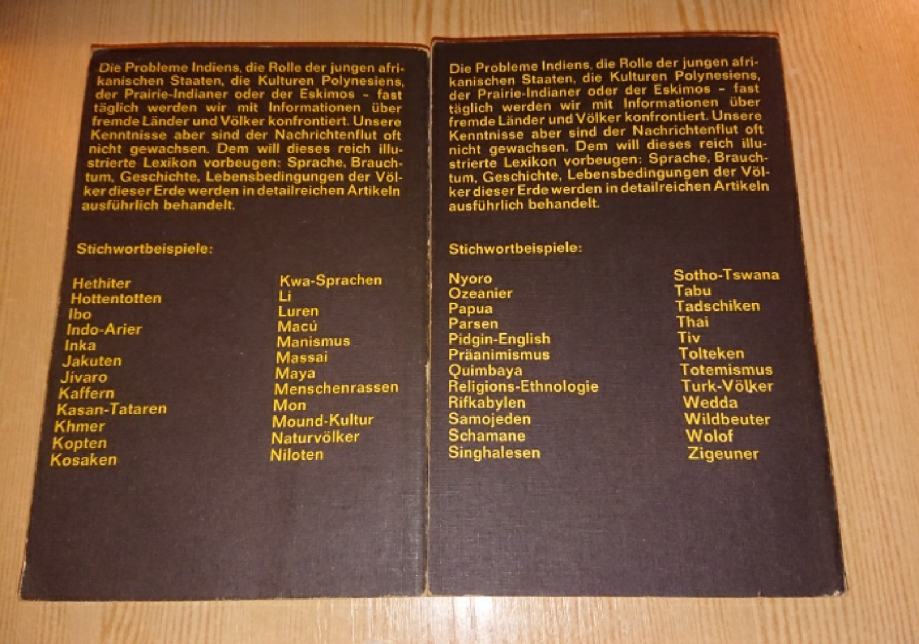 Die Probleme Indiens, die Rolle der jungen afri-
kanischen Staaten, die Kulturen Polynesiens,
der Prairie-Indianer oder der Eskimos – fast
täglich werden wir mit Informationen über
fremde Länder und Völker konfrontiert. Unsere
Kenntnisse aber sind der Nachrichtenflut oft
nicht gewachsen. Dem will dieses reich illu-
strierte Lexikon vorbeugen: Sprache, Brauch-
tum, Geschichte, Lebensbedingungen der Völ-
ker dieser Erde werden in detailreichen Artikeln
ausführlich behandelt.
Stichwortbeispiele:
Hethiter
Hottentotten
Ibo
Indo-Arier
Inka
Jakuten
Jívaro
Kaffern
Kasan-Tataren
Khmer
Kopten
Kosaken
Kwa-Sprachen
Li
Luren
Macú
Manismus
Massai
Maya
Menschenrassen
Mon
Mound-Kultur
Naturvölker
Niloten
Die Probleme Indiens, die Rolle der jungen afri-
kanischen Staaten, die Kulturen Polynesiens,
der Prairie-Indianer oder der Eskimos – fast
täglich werden wir mit Informationen über
fremde Länder und Völker konfrontiert. Unsere
Kenntnisse aber sind der Nachrichtenflut oft
nicht gewachsen. Dem will dieses reich illu-
strierte Lexikon vorbeugen: Sprache, Brauch-
tum, Geschichte, Lebensbedingungen der Völ-
ker dieser Erde werden in detailreichen Artikeln
ausführlich behandelt.
Stichwortbeispiele:
Nyoro
Ozeanier
Papua
Parsen
Pidgin-English
Präanimismus
Quimbaya
Religions-Ethnologie
Rifkabylen
Samojeden
Schamane
Singhalesen
Sotho-Tswana
Tabu
Tadschiken
Thai
Tiv
Tolteken
Totemismus
Turk-Völker
Wedda
Wildbeuter
Wolof
Zigeuner